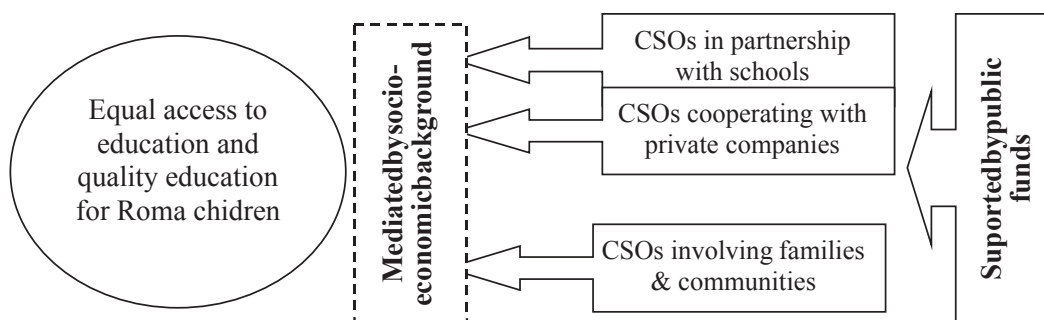 Equal access to
education and
quality education
for Roma chidren
Mediatedbysocio-
economicbackground
CSOs in partnership
with schools
CSOs cooperating with
private companies
CSOs involving families
& communities
Suportedbypublic
funds